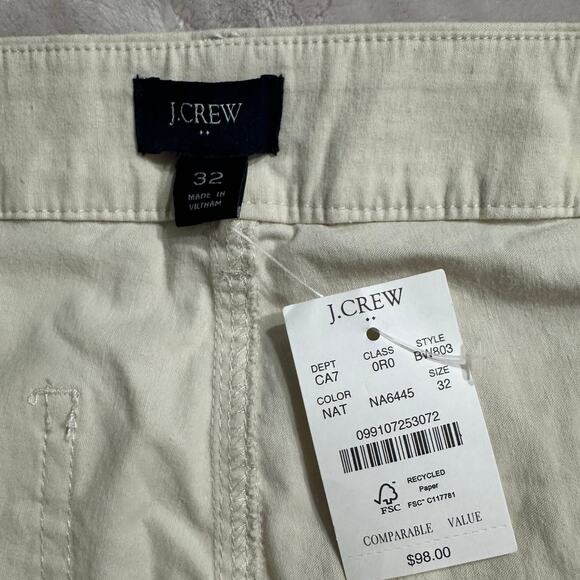 J.CREW
32
MADE IN
VIETNAM
J.CREW
DEPT CLASS STYLE
CA7 0R0 BW803
COLOR SIZE
NAT NA6445 32
099107253072
RECYCLED
Paper
FSC FSC™ C117781
COMPARABLE VALUE
$98.00